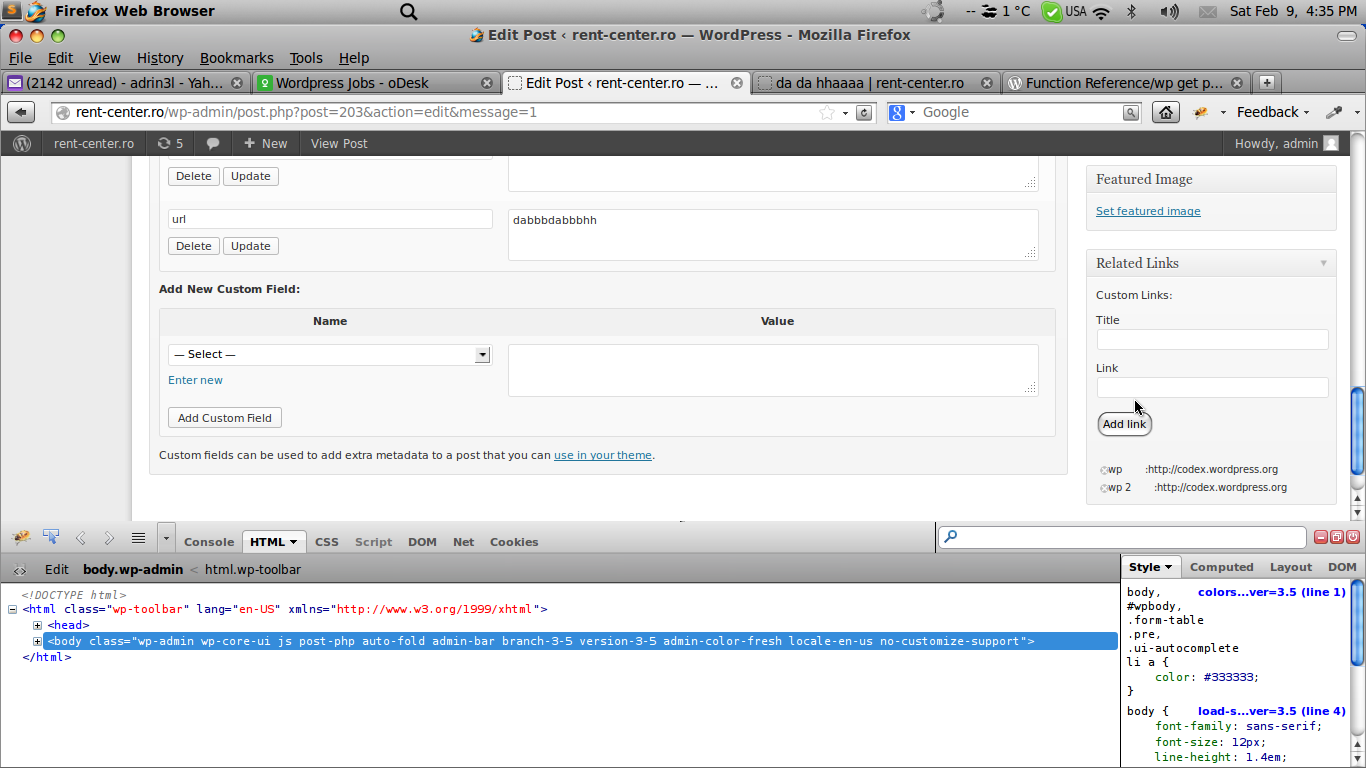 Firefox Web Browser
-- 1 °C USA Sat Feb 9, 4:35 PM
Edit Post ‹ rent-center.ro — WordPress - Mozilla Firefox
File Edit View History Bookmarks Tools Help
(2142 unread) - adrin3l - Yah... Wordpress Jobs - oDesk Edit Post ‹ rent-center.ro — ... da da hhaaaa | rent-center.ro Function Reference/wp get p...
rent-center.ro/wp-admin/post.php?post=203&action=edit&message=1 Google Feedback
rent-center.ro 5 + New View Post Howdy, admin
Delete Update
url dabbbdabbbhh
Delete Update
Add New Custom Field:
Name Value
— Select —
Enter new
Add Custom Field
Custom fields can be used to add extra metadata to a post that you can use in your theme.
Featured Image
Set featured image
Related Links
Custom Links:
Title
Link
Add link
wp :http://codex.wordpress.org
wp 2 :http://codex.wordpress.org
Console HTML CSS Script DOM Net Cookies
Edit body.wp-admin < html.wp-toolbar
<!DOCTYPE html>
<html class="wp-toolbar" lang="en-US" xmlns="http://www.w3.org/1999/xhtml">
<head>
<body class="wp-admin wp-core-ui js post-php auto-fold admin-bar branch-3-5 version-3-5 admin-color-fresh locale-en-us no-customize-support">
</html>
Style Computed Layout DOM
body, colors...ver=3.5 (line 1)
#wpbody,
.form-table
.pre,
.ui-autocomplete
li a {
color: #333333;
}
body { load-s...ver=3.5 (line 4)
font-family: sans-serif;
font-size: 12px;
line-height: 1.4em;